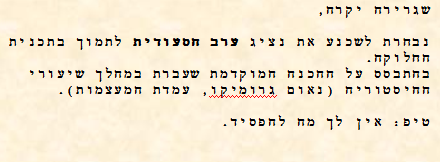 שגרירה יקרה,
נבחרת לשכנע את נציג ערב הסעודית לתמוך בתכנית
החלוקה.
בהתבסס על ההכנה המוקדמת שעברת במהלך שיעורי
ההיסטוריה (נאום גרומיקו, עמדת המעצמות).
טיפ: אין לך מה להפסיד.